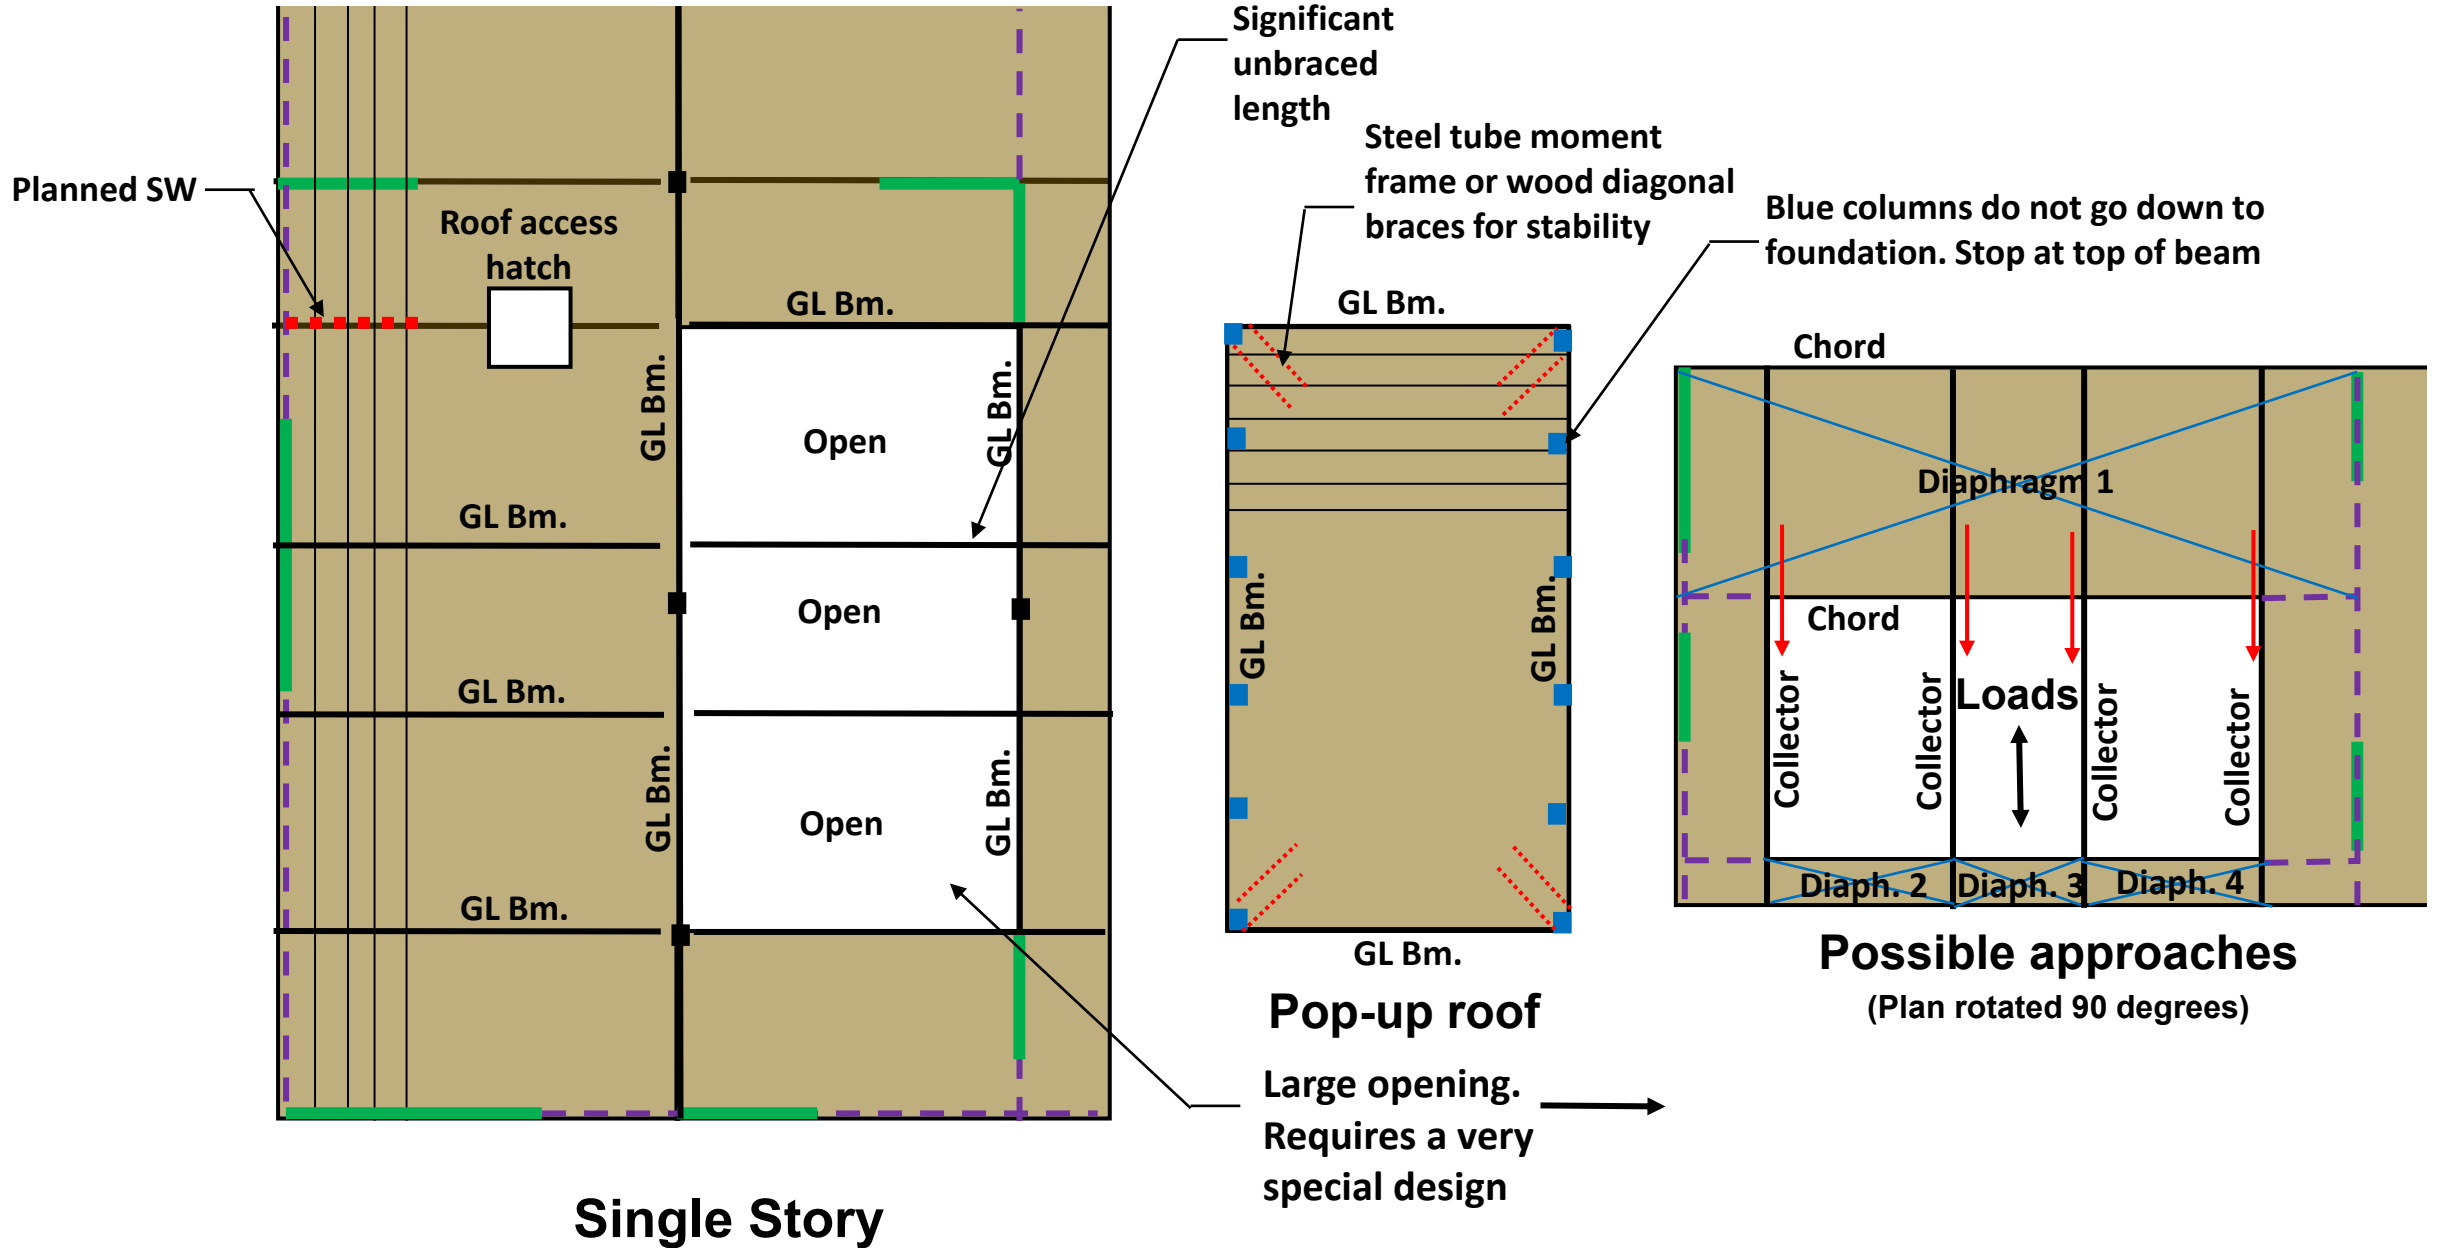 Significant
unbraced
length
Steel tube moment
frame or wood diagonal
braces for stability
Blue columns do not go down to
foundation. Stop at top of beam
Planned SW
Roof access
hatch
GL Bm.
GL Bm.
GL Bm.
Open
GL Bm.
Open
GL Bm.
GL Bm.
GL Bm.
Open
GL Bm.
Single Story
GL Bm.
GL Bm.
GL Bm.
GL Bm.
Pop-up roof
Large opening.
Requires a very
special design
Chord
Diaphragm 1
Chord
Loads
Collector
Collector
Collector
Collector
Diaph. 2
Diaph. 3
Diaph. 4
Possible approaches
(Plan rotated 90 degrees)